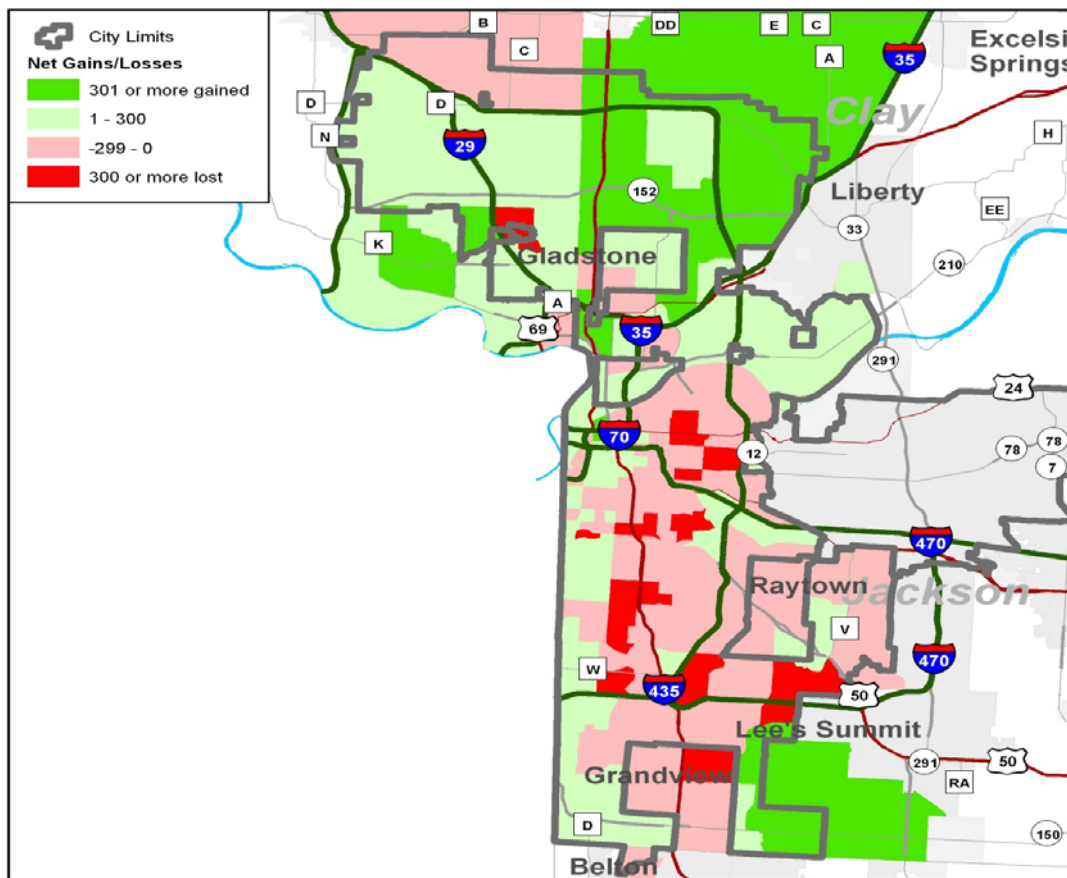 City Limits
Net Gains/Losses
301 or more gained
1 - 300
-299 - 0
300 or more lost
B
C
DD
E
C
A
35
Excelsi
Springs
D
D
N
29
Clay
H
152
Liberty
EE
33
K
Gladstone
210
A
69
35
291
24
70
12
78
78
7
470
Raytown
Jackson
V
W
435
470
50
Lee's Summit
Grandview
291
50
RA
D
150
Belton